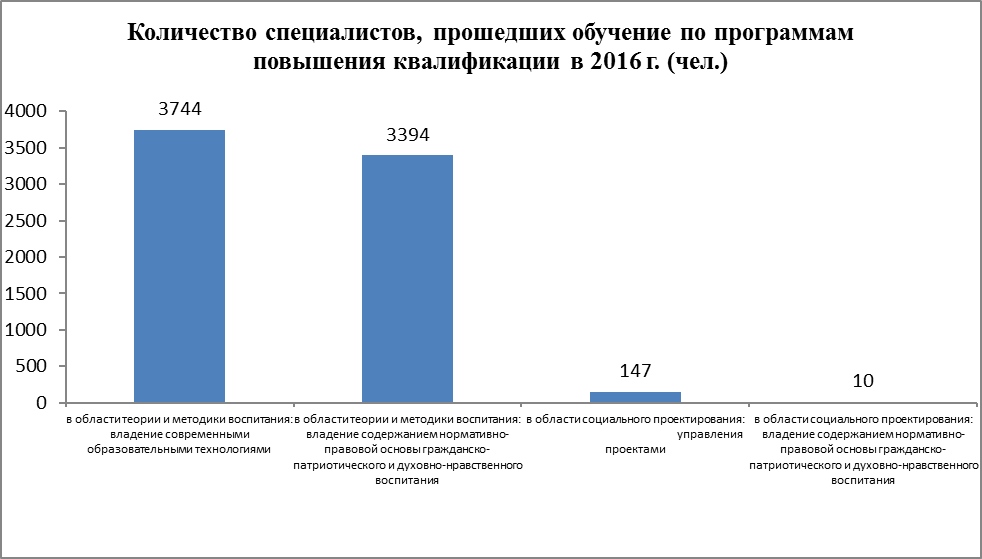 Количество специалистов, прошедших обучение по программам
повышения квалификации в 2016 г. (чел.)
4000
3500
3000
2500
2000
1500
1000
500
0
3744
3394
147
10
в области теории и методики воспитания:
владение современными
образовательными технологиями
в области теории и методики воспитания:
владение содержанием нормативно-
правовой основы гражданско-
патриотического и духовно-нравственного
воспитания
в области социального проектирования:
управления
проектами
в области социального проектирования:
владение содержанием нормативно-
правовой основы гражданско-
патриотического и духовно-нравственного
воспитания